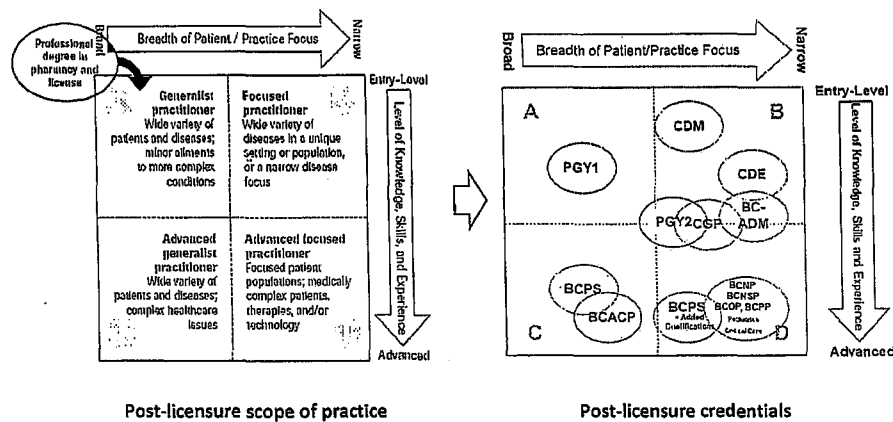 Professional
degree in
pharmacy and
license
Broad
Breadth of Patient / Practice Focus
Narrow
Entry-Level
Generalist
practitioner
Wide variety of
patients and diseases;
minor ailments
to more complex
conditions
Focused
practitioner
Wide variety of
diseases in a unique
setting or population,
or a narrow disease
focus
Advanced
generalist
practitioner
Wide variety of
patients and diseases;
complex healthcare
issues
Advanced focused
practitioner
Focused patient
populations; medically
complex patients,
therapies, and/or
technology
Level of Knowledge, Skills, and Experience
Advanced
Post-licensure scope of practice
Broad
Breadth of Patient/Practice Focus
Narrow
Entry-Level
A
B
CDM
PGY1
CDE
PGY2
CGP
BC-
ADM
BCPS
BCACP
BCPS
+ Added
Qualifications
BCNP
BCNSP
BCOP, BCPP
Pediatrics
Critical Care
C
D
Level of Knowledge, Skills and Experience
Advanced
Post-licensure credentials